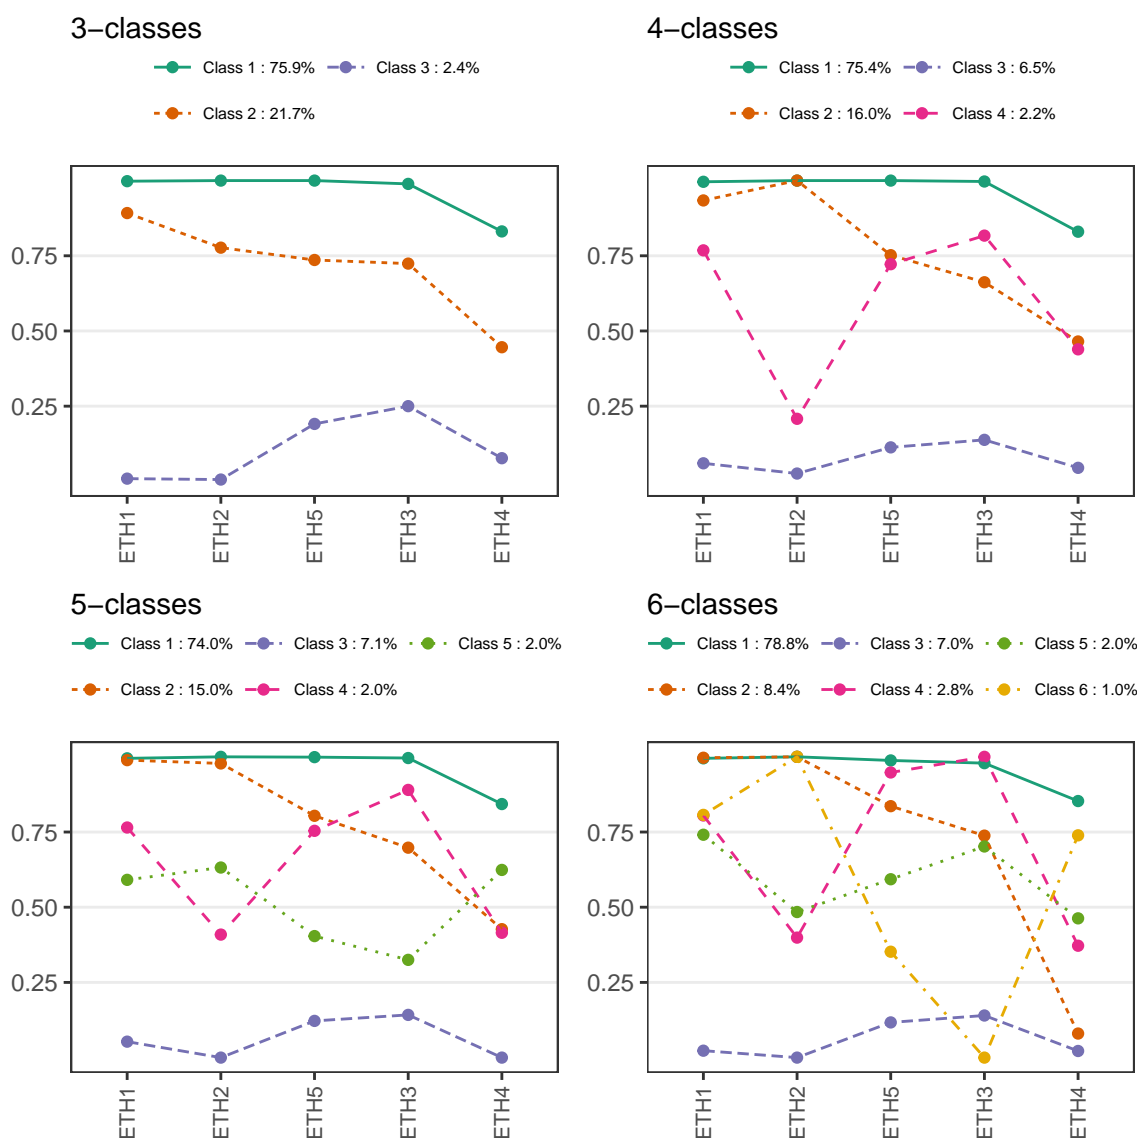 3−classes
Class 1 : 75.9%
Class 3 : 2.4%
Class 2 : 21.7%
0.75
0.50
0.25
ETH1
ETH2
ETH5
ETH3
ETH4
4−classes
Class 1 : 75.4%
Class 3 : 6.5%
Class 2 : 16.0%
Class 4 : 2.2%
0.75
0.50
0.25
ETH1
ETH2
ETH5
ETH3
ETH4
5−classes
Class 1 : 74.0%
Class 3 : 7.1%
Class 5 : 2.0%
Class 2 : 15.0%
Class 4 : 2.0%
0.75
0.50
0.25
ETH1
ETH2
ETH5
ETH3
ETH4
6−classes
Class 1 : 78.8%
Class 3 : 7.0%
Class 5 : 2.0%
Class 2 : 8.4%
Class 4 : 2.8%
Class 6 : 1.0%
0.75
0.50
0.25
ETH1
ETH2
ETH5
ETH3
ETH4